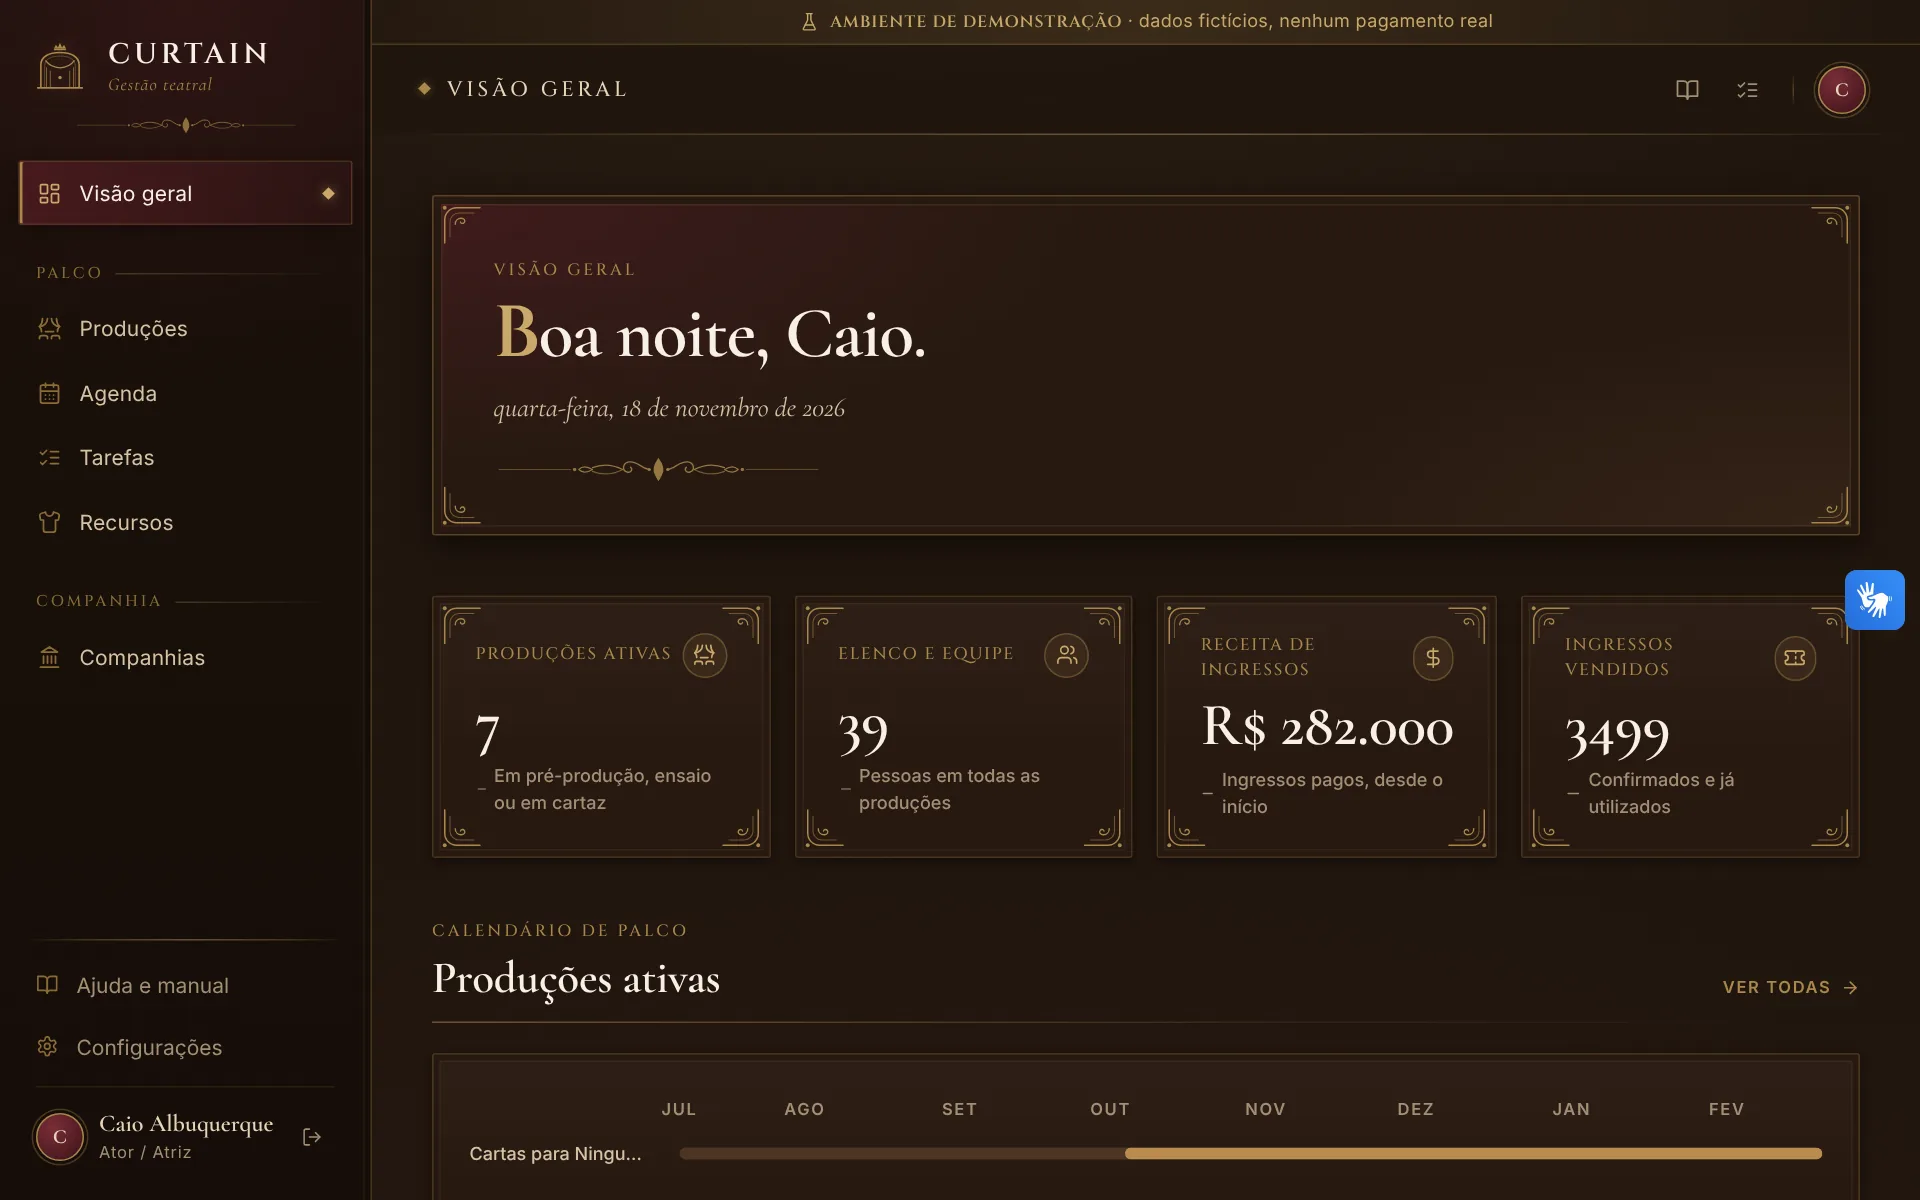 CURTAIN
Gestão teatral
Visão geral
PALCO
Produções
Agenda
Tarefas
Recursos
COMPANHIA
Companhias
Ajuda e manual
Configurações
C
Caio Albuquerque
Ator / Atriz
AMBIENTE DE DEMONSTRAÇÃO · dados fictícios, nenhum pagamento real
VISÃO GERAL
C
VISÃO GERAL
Boa noite, Caio.
quarta-feira, 18 de novembro de 2026
PRODUÇÕES ATIVAS
7
Em pré-produção, ensaio
ou em cartaz
ELENCO E EQUIPE
39
Pessoas em todas as
produções
RECEITA DE
INGRESSOS
R$ 282.000
Ingressos pagos, desde o
início
INGRESSOS
VENDIDOS
3499
Confirmados e já
utilizados
CALENDÁRIO DE PALCO
Produções ativas
VER TODAS
JUL AGO SET OUT NOV DEZ JAN FEV
Cartas para Ningu...